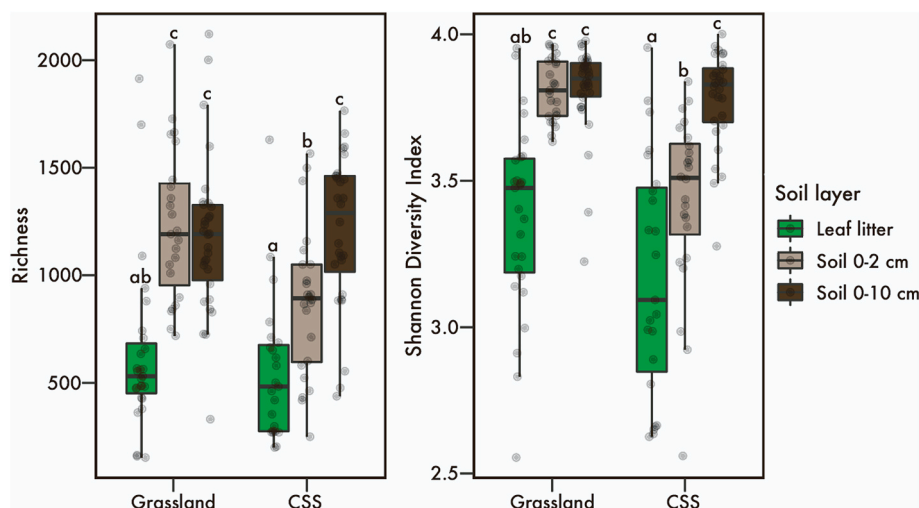 Richness
2000
1500
1000
500
ab
c
c
a
b
c
Grassland
CSS
Shannon Diversity Index
4.0
3.5
3.0
2.5
ab
c
c
a
b
c
Grassland
CSS
Soil layer
Leaf litter
Soil 0-2 cm
Soil 0-10 cm